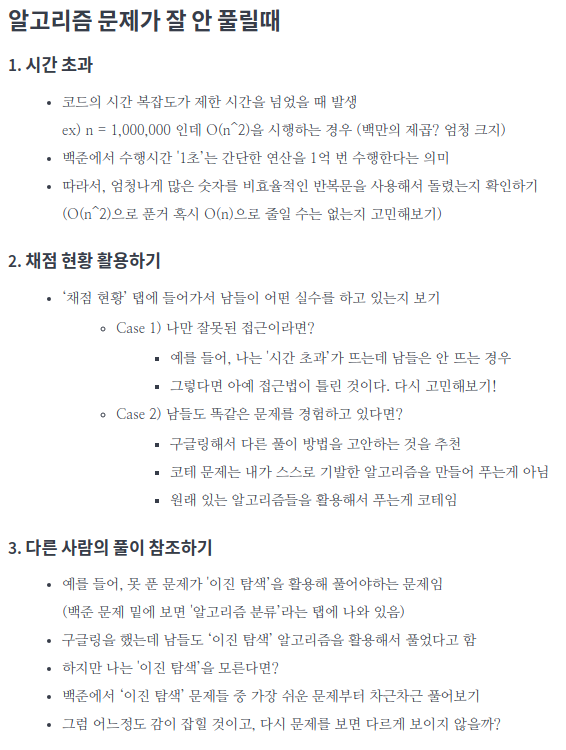 알고리즘 문제가 잘 안 풀릴때
1. 시간 초과
코드의 시간 복잡도가 제한 시간을 넘었을 때 발생
ex) n = 1,000,000 인데 O(n^2)을 시행하는 경우 (백만의 제곱? 엄청 크지)
백준에서 수행시간 '1초'는 간단한 연산을 1억 번 수행한다는 의미
따라서, 엄청나게 많은 숫자를 비효율적인 반복문을 사용해서 돌렸는지 확인하기
(O(n^2)으로 푼거 혹시 O(n)으로 줄일 수는 없는지 고민해보기)
2. 채점 현황 활용하기
‘채점 현황’ 탭에 들어가서 남들이 어떤 실수를 하고 있는지 보기
Case 1) 나만 잘못된 접근이라면?
예를 들어, 나는 '시간 초과’가 뜨는데 남들은 안 뜨는 경우
그렇다면 아예 접근법이 틀린 것이다. 다시 고민해보기!
Case 2) 남들도 똑같은 문제를 경험하고 있다면?
구글링해서 다른 풀이 방법을 고안하는 것을 추천
코테 문제는 내가 스스로 기발한 알고리즘을 만들어 푸는게 아님
원래 있는 알고리즘들을 활용해서 푸는게 코테임
3. 다른 사람의 풀이 참조하기
예를 들어, 못 푼 문제가 '이진 탐색’을 활용해 풀어야하는 문제임
(백준 문제 밑에 보면 '알고리즘 분류’라는 탭에 나와 있음)
구글링을 했는데 남들도 ‘이진 탐색’ 알고리즘을 활용해서 풀었다고 함
하지만 나는 '이진 탐색’을 모른다면?
백준에서 ‘이진 탐색’ 문제들 중 가장 쉬운 문제부터 차근차근 풀어보기
그럼 어느정도 감이 잡힐 것이고, 다시 문제를 보면 다르게 보이지 않을까?